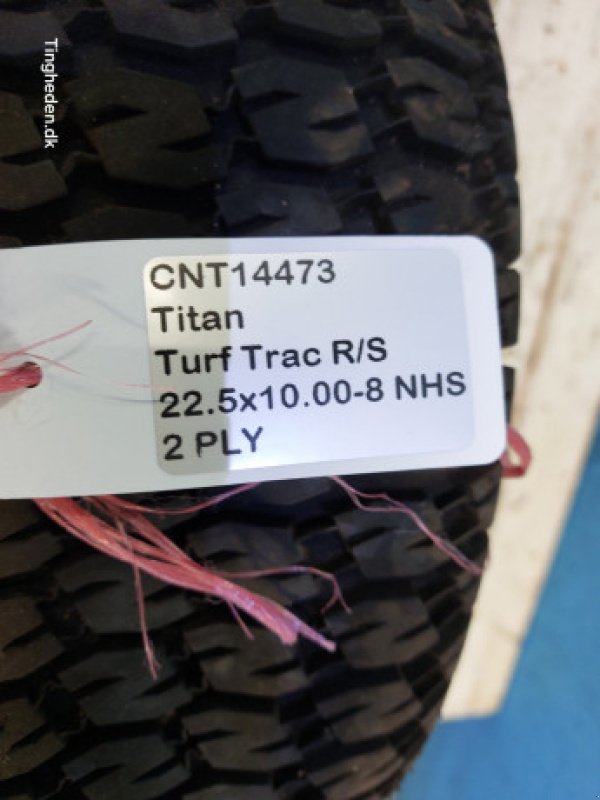 Tingheden.dk
CNT14473
Titan
Turf Trac R/S
22.5x10.00-8 NHS
2 PLY